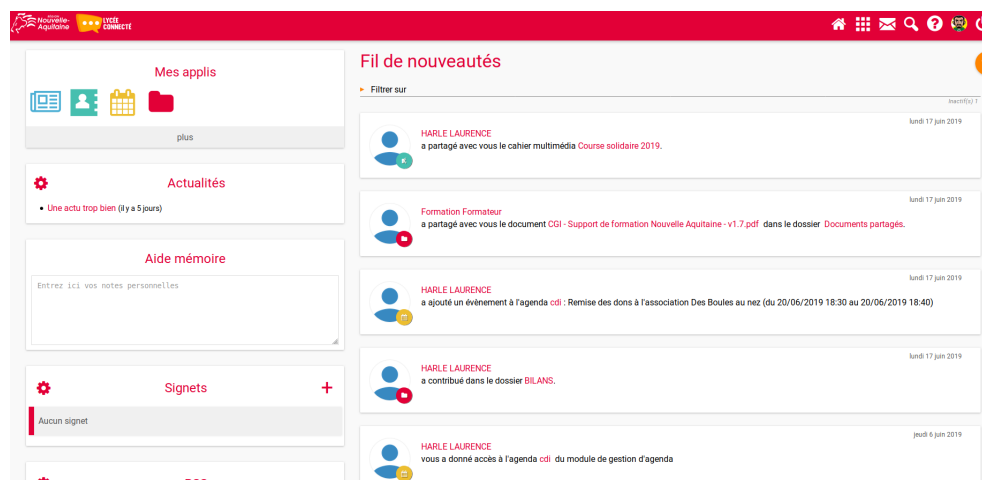 Nouvelle-
Aquitaine
LYCÉE
CONNECTÉ
Mes applis
plus
Actualités
Une actu trop bien (il y a 5 jours)
Aide mémoire
Entrez ici vos notes personnelles
Signets
+
Aucun signet
Fil de nouveautés
Filtrer sur
Inactif(s) 1
lundi 17 juin 2019
HARLE LAURENCE
a partagé avec vous le cahier multimédia Course solidaire 2019.
lundi 17 juin 2019
Formation Formateur
a partagé avec vous le document CGI - Support de formation Nouvelle Aquitaine - v1.7.pdf dans le dossier Documents partagés.
lundi 17 juin 2019
HARLE LAURENCE
a ajouté un évènement à l'agenda cdi : Remise des dons à l'association Des Boules au nez (du 20/06/2019 18:30 au 20/06/2019 18:40)
lundi 17 juin 2019
HARLE LAURENCE
a contribué dans le dossier BILANS.
jeudi 6 juin 2019
HARLE LAURENCE
vous a donné accès à l'agenda cdi du module de gestion d'agenda